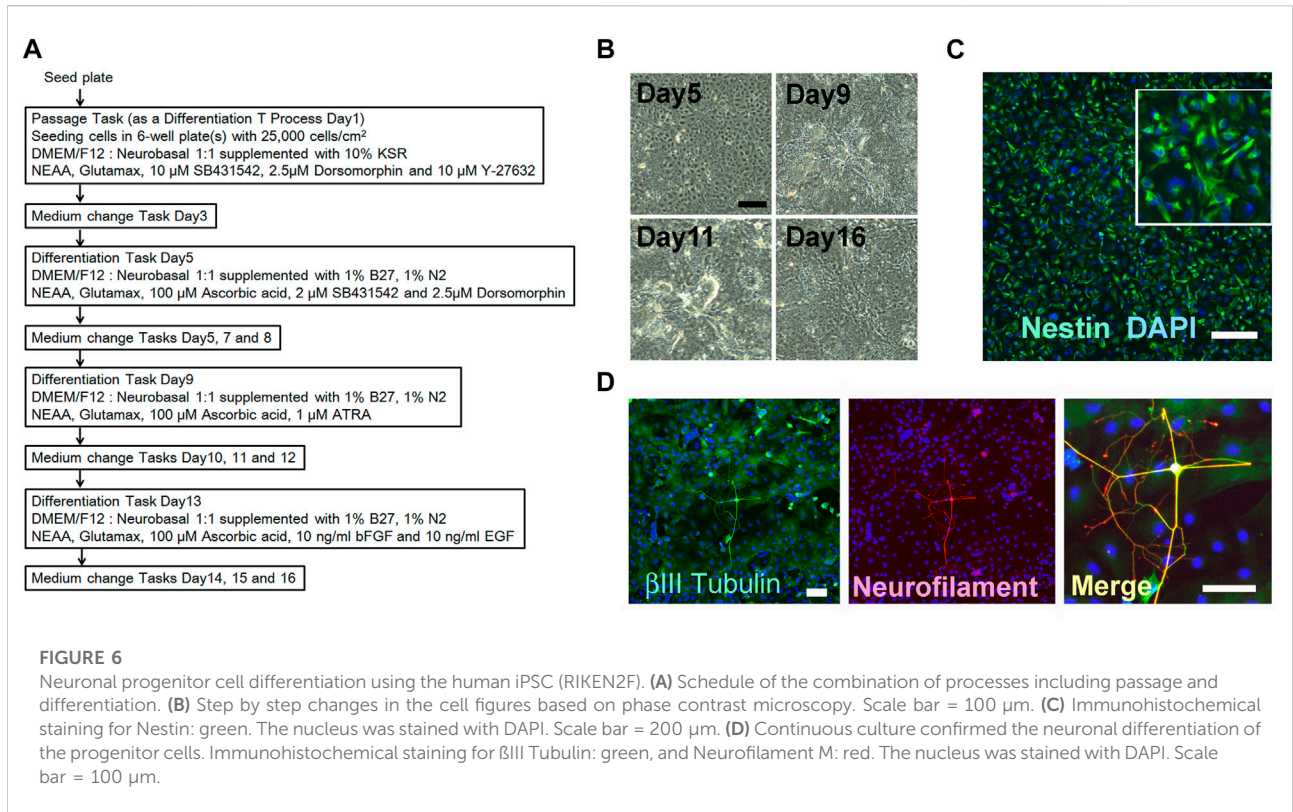 A
Seed plate
Passage Task (as a Differentiation T Process Day1)
Seeding cells in 6-well plate(s) with 25,000 cells/cm²
DMEM/F12 : Neurobasal 1:1 supplemented with 10% KSR
NEAA, Glutamax, 10 µM SB431542, 2.5µM Dorsomorphin and 10 µM Y-27632
Medium change Task Day3
Differentiation Task Day5
DMEM/F12 : Neurobasal 1:1 supplemented with 1% B27, 1% N2
NEAA, Glutamax, 100 µM Ascorbic acid, 2 µM SB431542 and 2.5µM Dorsomorphin
Medium change Tasks Day5, 7 and 8
Differentiation Task Day9
DMEM/F12 : Neurobasal 1:1 supplemented with 1% B27, 1% N2
NEAA, Glutamax, 100 µM Ascorbic acid, 1 µM ATRA
Medium change Tasks Day10, 11 and 12
Differentiation Task Day13
DMEM/F12 : Neurobasal 1:1 supplemented with 1% B27, 1% N2
NEAA, Glutamax, 100 µM Ascorbic acid, 10 ng/ml bFGF and 10 ng/ml EGF
Medium change Tasks Day14, 15 and 16
B
Day5
Day9
Day11
Day16
C
Nestin DAPI
D
βIII Tubulin
Neurofilament
Merge
FIGURE 6
Neuronal progenitor cell differentiation using the human iPSC (RIKEN2F). (A) Schedule of the combination of processes including passage and
differentiation. (B) Step by step changes in the cell figures based on phase contrast microscopy. Scale bar = 100 µm. (C) Immunohistochemical
staining for Nestin: green. The nucleus was stained with DAPI. Scale bar = 200 µm. (D) Continuous culture confirmed the neuronal differentiation of
the progenitor cells. Immunohistochemical staining for ßIII Tubulin: green, and Neurofilament M: red. The nucleus was stained with DAPI. Scale
bar = 100 µm.